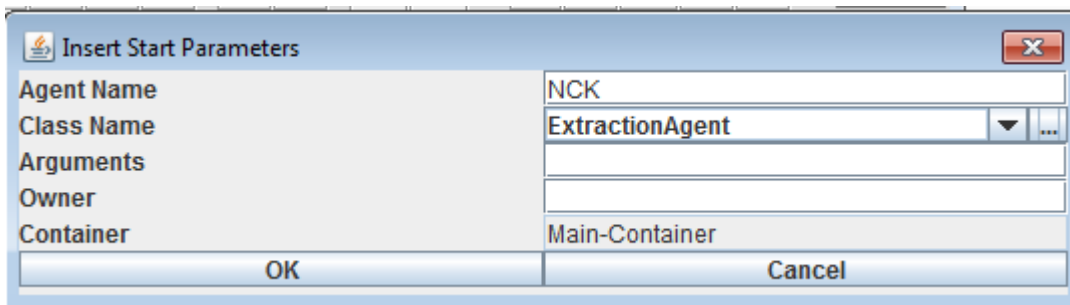 Insert Start Parameters
Agent Name NCK
Class Name ExtractionAgent ...
Arguments
Owner
Container Main-Container
OK Cancel